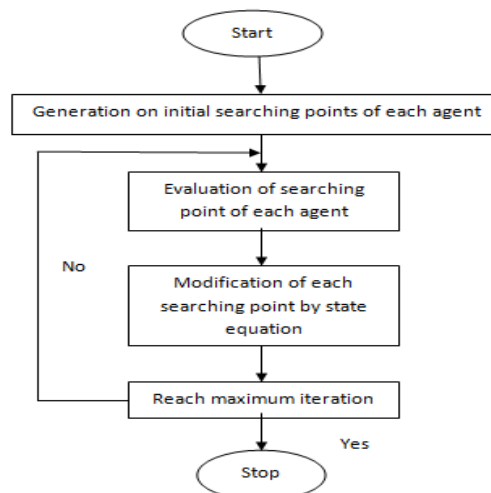 Start
Generation on initial searching points of each agent
Evaluation of searching
point of each agent
No
Modification of each
searching point by state
equation
Reach maximum iteration
Yes
Stop